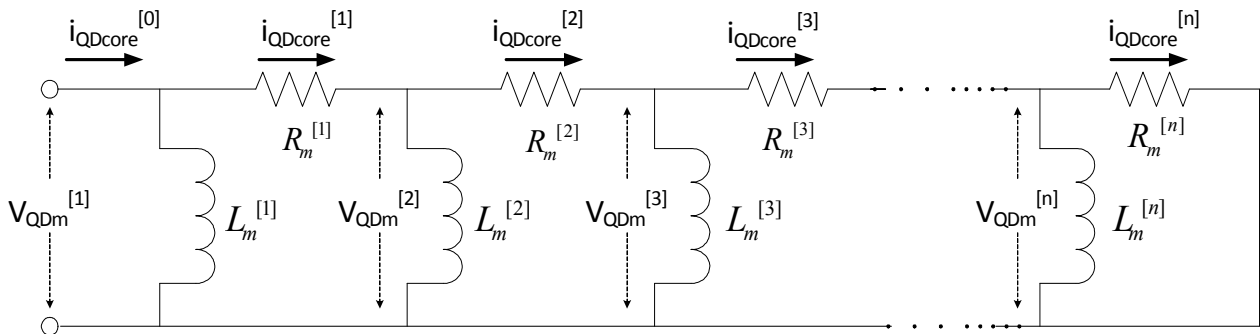 i_QDcore^[0] i_QDcore^[1] i_QDcore^[2] i_QDcore^[3] i_QDcore^[n]
R_m^[1] R_m^[2] R_m^[3] R_m^[n]
V_QDm^[1] L_m^[1] V_QDm^[2] L_m^[2] V_QDm^[3] L_m^[3] V_QDm^[n] L_m^[n]